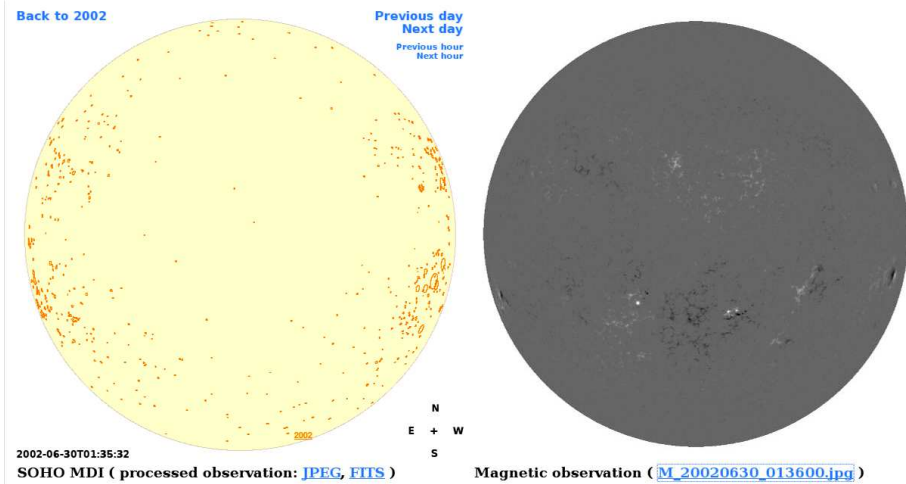 Back to 2002
Previous day
Next day
Previous hour
Next hour
2002
N
E + W
S
2002-06-30T01:35:32
SOHO MDI ( processed observation: JPEG, FITS )
Magnetic observation ( M_20020630_013600.jpg )